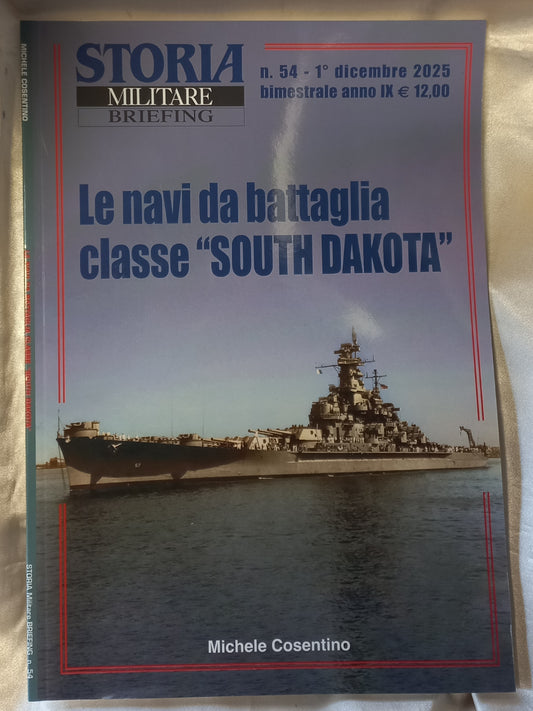 STORIA
MILITARE
BRIEFING
n. 54 - 1° dicembre 2025
bimestrale anno IX € 12,00
Le navi da battaglia
classe “SOUTH DAKOTA”
Michele Cosentino
MICHELE COSENTINO
STORIA Militare BRIEFING n. 54